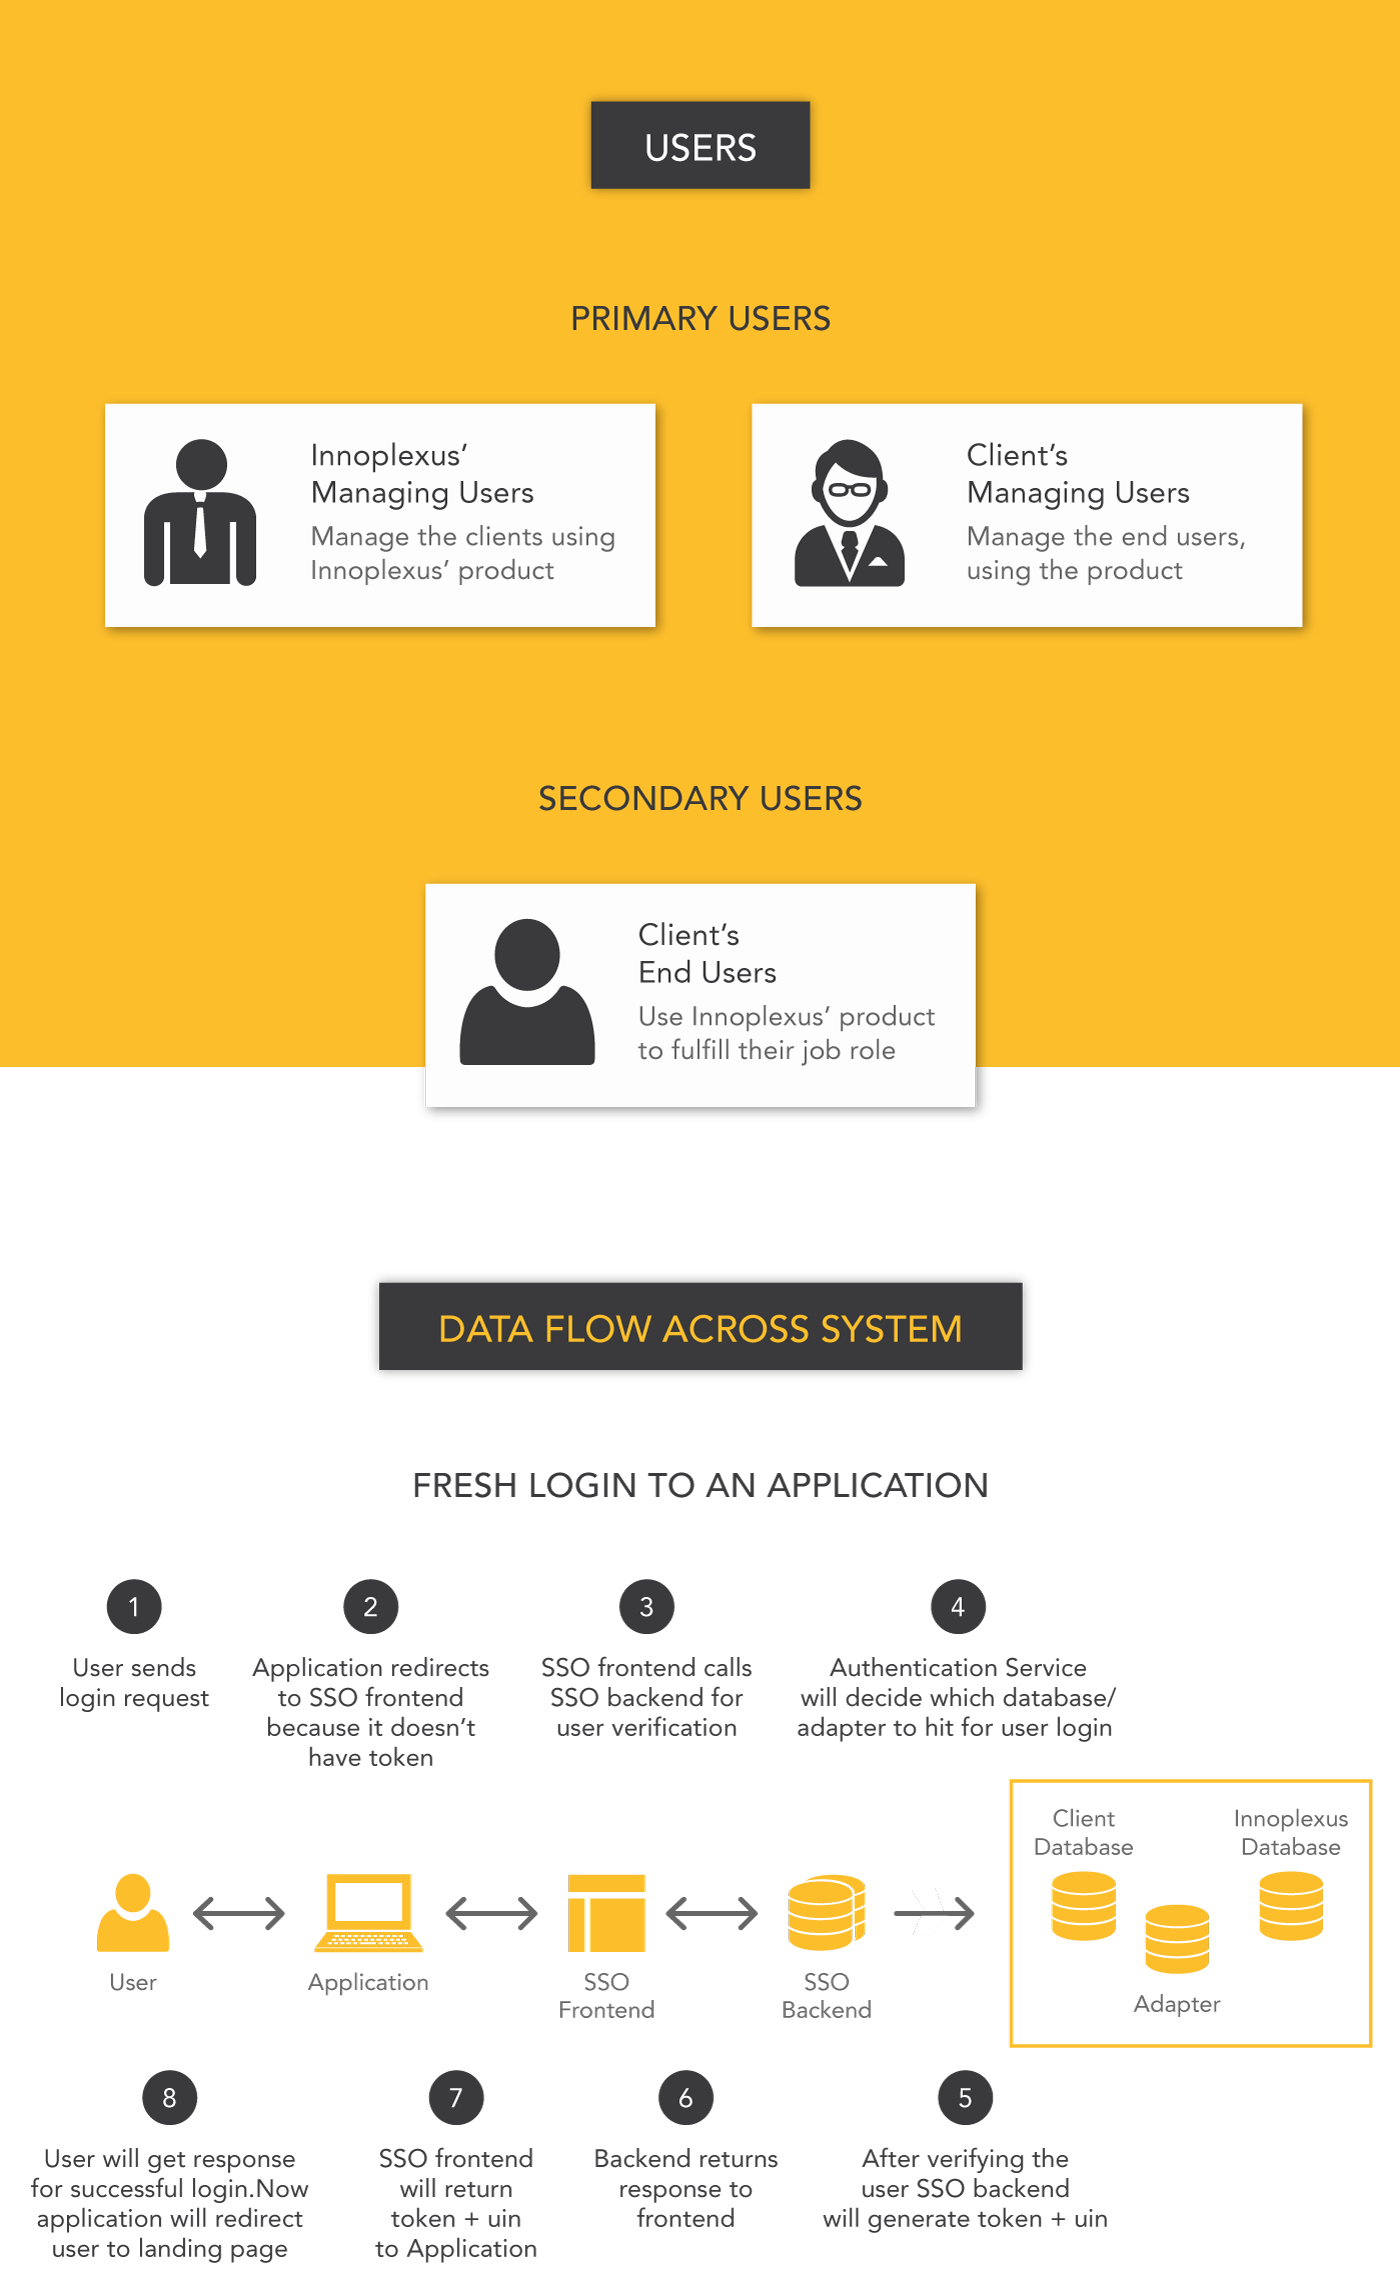 USERS
PRIMARY USERS
Innoplexus’
Managing Users
Manage the clients using
Innoplexus’ product
Client’s
Managing Users
Manage the end users,
using the product
SECONDARY USERS
Client’s
End Users
Use Innoplexus’ product
to fulfill their job role
DATA FLOW ACROSS SYSTEM
FRESH LOGIN TO AN APPLICATION
1
User sends
login request
2
Application redirects
to SSO frontend
because it doesn’t
have token
3
SSO frontend calls
SSO backend for
user verification
4
Authentication Service
will decide which database/
adapter to hit for user login
User
Application
SSO
Frontend
SSO
Backend
Client
Database
Adapter
Innoplexus
Database
8
User will get response
for successful login.Now
application will redirect
user to landing page
7
SSO frontend
will return
token + uin
to Application
6
Backend returns
response to
frontend
5
After verifying the
user SSO backend
will generate token + uin